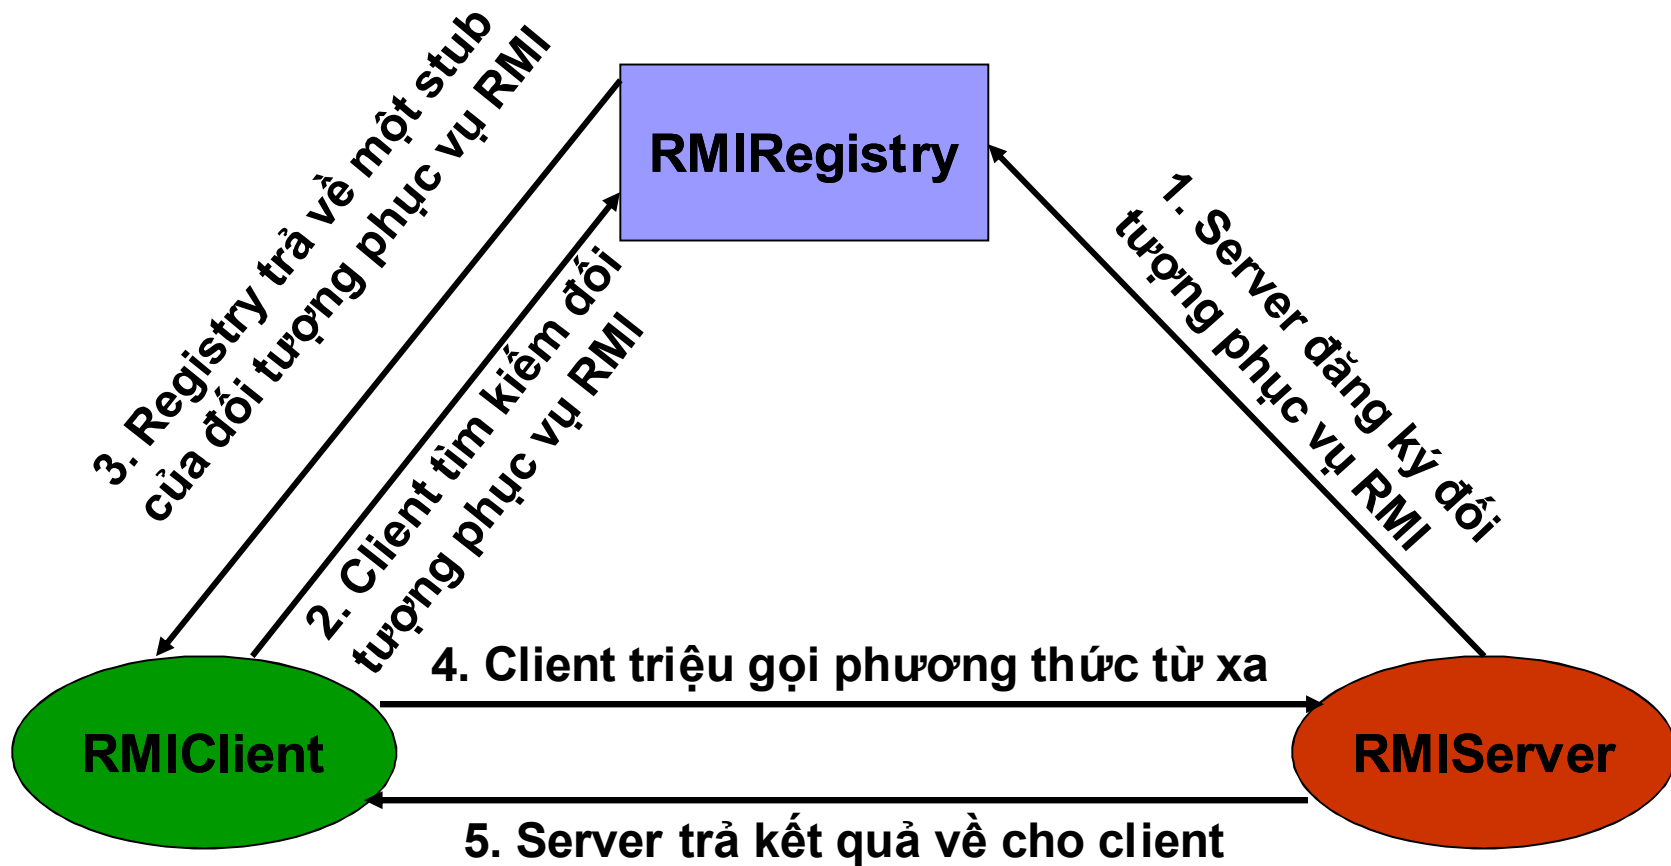 3. Registry trả về một stub
của đối tượng phục vụ RMI
RMIRegistry
1. Server đăng ký đối
tượng phục vụ RMI
2. Client tìm kiếm đối
tượng phục vụ RMI
4. Client triệu gọi phương thức từ xa
RMIClient
RMIServer
5. Server trả kết quả về cho client